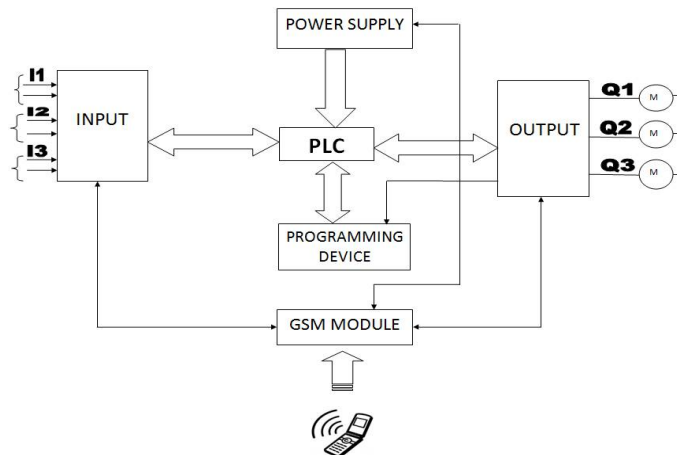 POWER SUPPLY
I1
I2
I3
INPUT
PLC
OUTPUT
Q1
M
Q2
M
Q3
M
PROGRAMMING
DEVICE
GSM MODULE